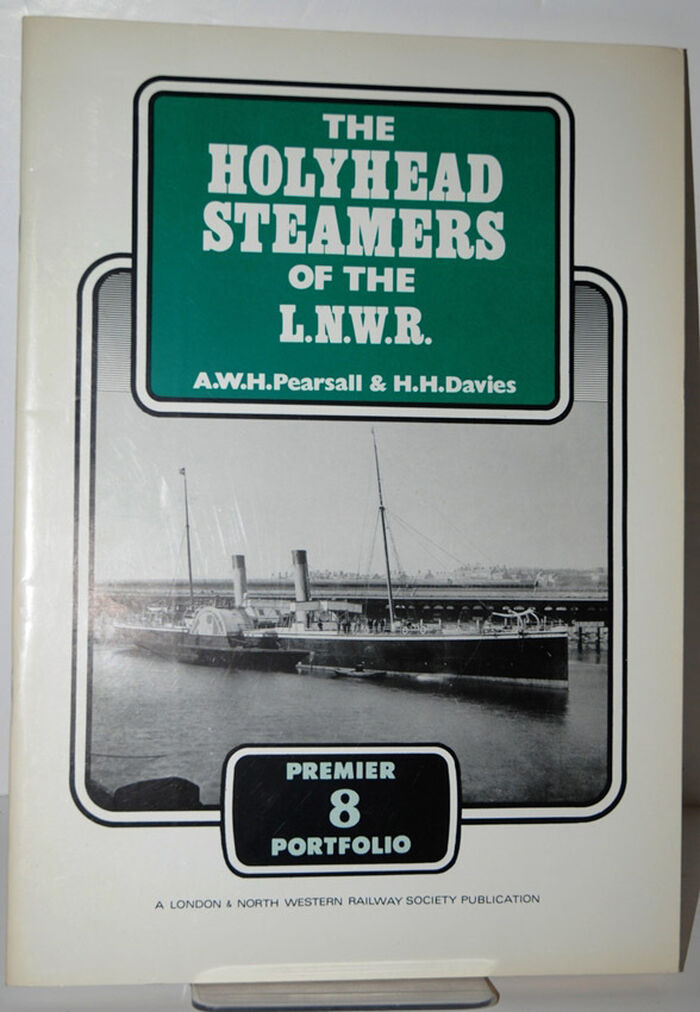 THE
HOLYHEAD
STEAMERS
OF THE
L.N.W.R.
A.W.H.Pearsall & H.H.Davies
PREMIER
8
PORTFOLIO
A LONDON & NORTH WESTERN RAILWAY SOCIETY PUBLICATION